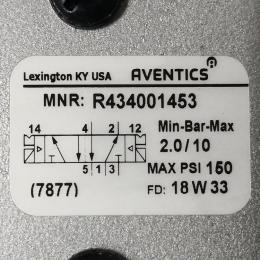 Lexington KY USA AVENTICS®
MNR: R434001453
14 4 2 12
5 1 3
Min-Bar-Max
2.0 / 10
MAX PSI 150
(7877)
FD: 18 W 33